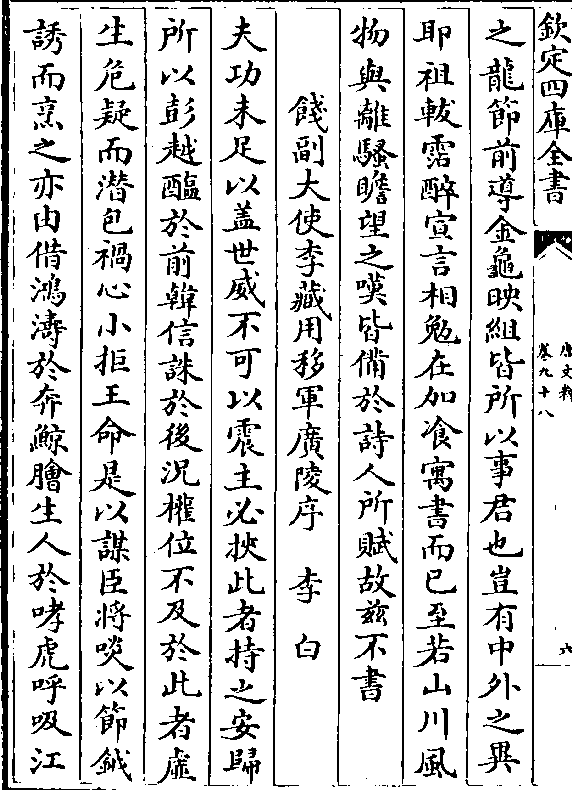 欽定四庫全書
唐文粹
卷九十八
六
之龍節前導金龜映組皆所以事君也豈有中外之異
耶祖軷霑醉宣言相勉在加飡寓書而已至若山川風
物與離騷瞻望之嘆皆備於詩人所賦故兹不書
餞副大使李藏用移軍廣陵序　李白
夫功未足以盖世威不可以震主必挾此者持之安歸
所以彭越醢於前韓信誅於後況權位不及於此者虚
生危疑而潛包禍心小拒王命是以謀臣將啖以節鉞
誘而烹之亦由借鴻濤於奔鯨膾生人於哮虎呼吸江